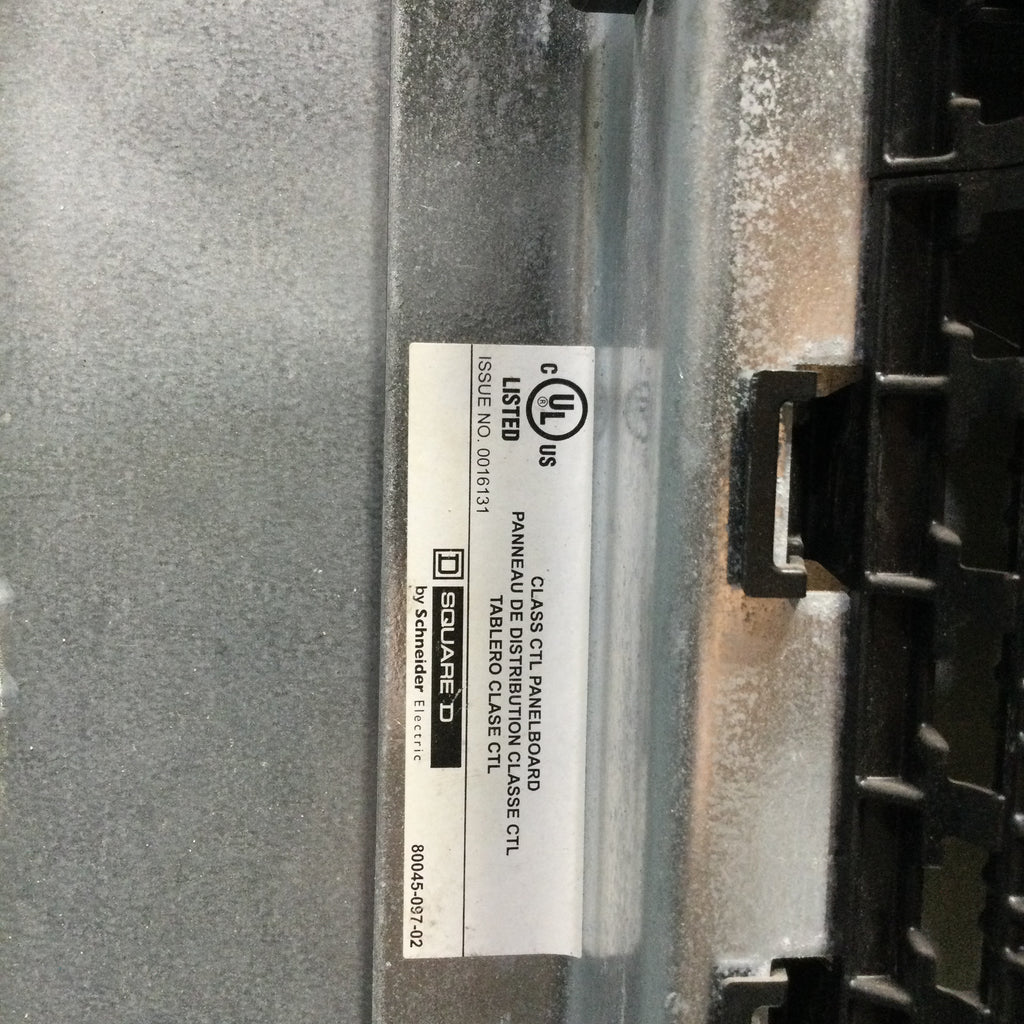 C UL US
®
LISTED
ISSUE NO. 0016131
CLASS CTL PANELBOARD
PANNEAU DE DISTRIBUTION CLASSE CTL
TABLERO CLASE CTL
D SQUARE D
by Schneider Electric
80045-097-02